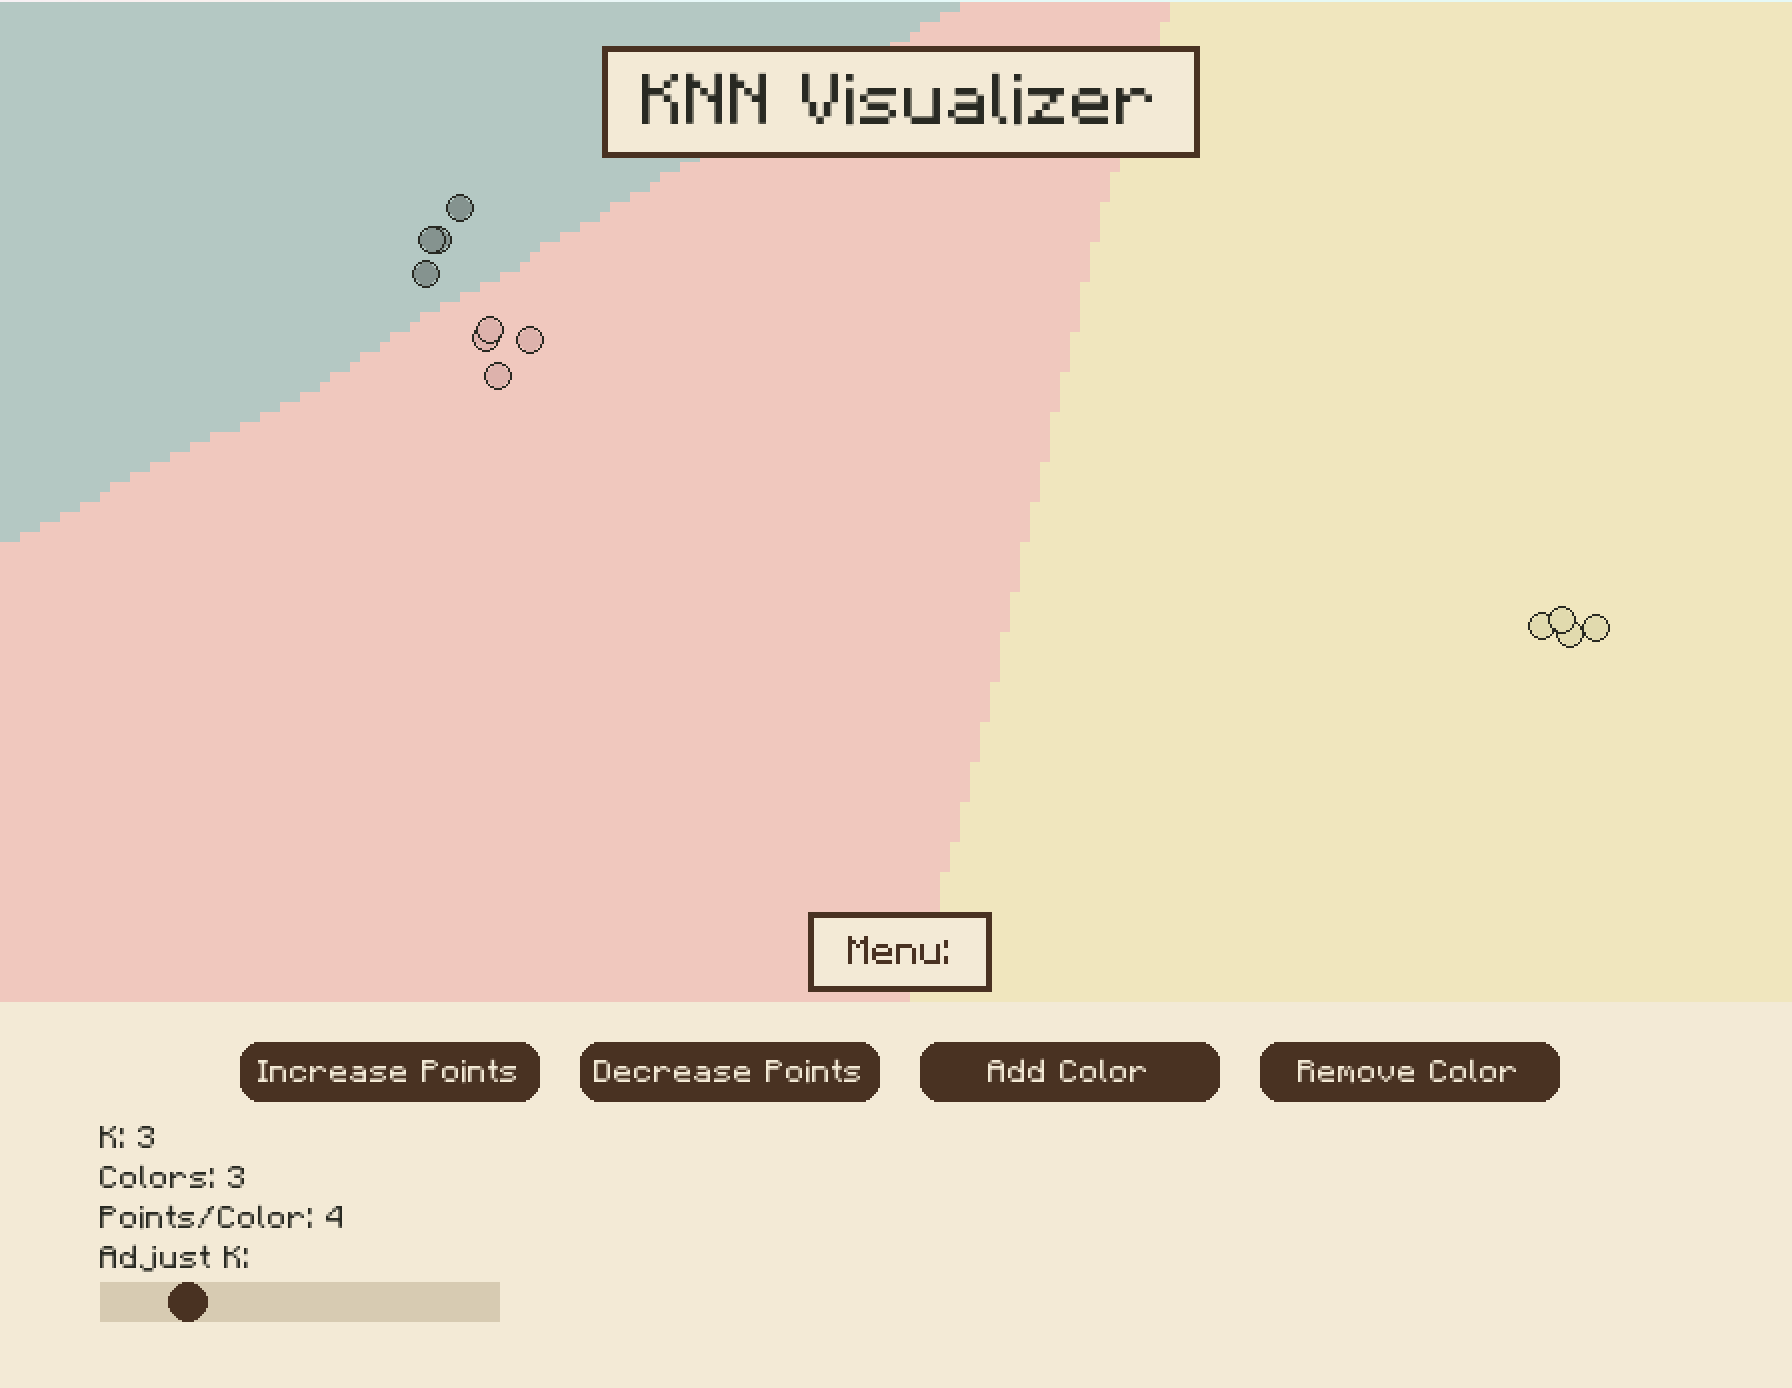 KNN Visualizer
Menu:
Increase Points
Decrease Points
Add Color
Remove Color
K: 3
Colors: 3
Points/Color: 4
Adjust K: